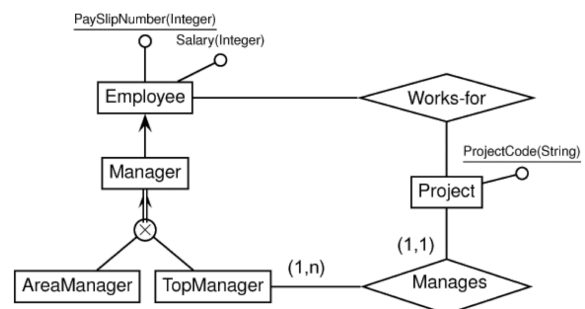 PaySlipNumber(Integer)
Salary(Integer)
Employee
Works-for
ProjectCode(String)
Manager
Project
(1,1)
(1,n)
AreaManager
TopManager
Manages